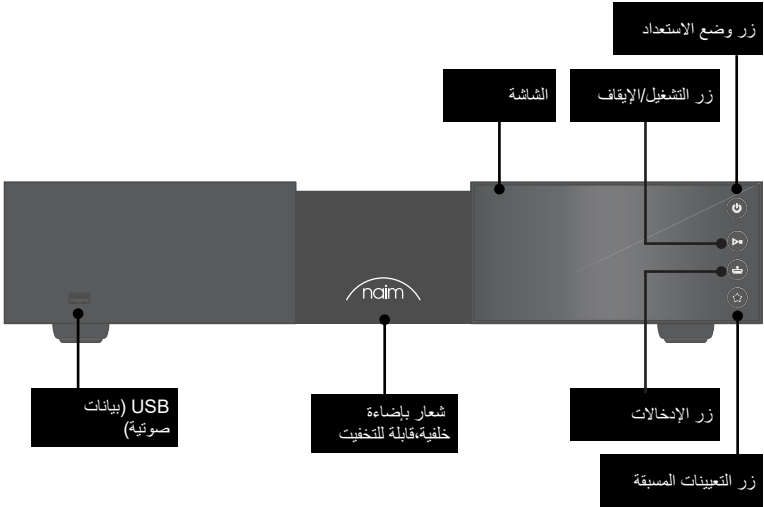 زر وضع الاستعداد
زر التشغيل/الإيقاف
الشاشة
naim
USB (بيانات
صوتية)
شعار بإضاءة
خلفية،قابلة للتخفيت
زر الإدخالات
زر التعيينات المسبقة